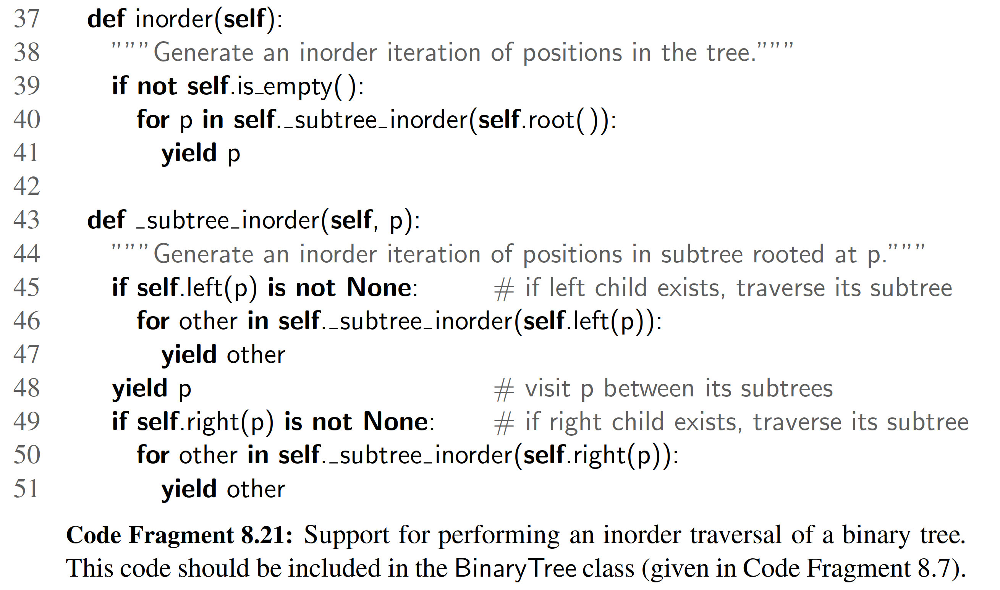 37 def inorder(self):
38 """Generate an inorder iteration of positions in the tree."""
39 if not self.is_empty():
40 for p in self._subtree_inorder(self.root()):
41 yield p
42
43 def _subtree_inorder(self, p):
44 """Generate an inorder iteration of positions in subtree rooted at p."""
45 if self.left(p) is not None: # if left child exists, traverse its subtree
46 for other in self._subtree_inorder(self.left(p)):
47 yield other
48 yield p # visit p between its subtrees
49 if self.right(p) is not None: # if right child exists, traverse its subtree
50 for other in self._subtree_inorder(self.right(p)):
51 yield other
Code Fragment 8.21: Support for performing an inorder traversal of a binary tree.
This code should be included in the BinaryTree class (given in Code Fragment 8.7).